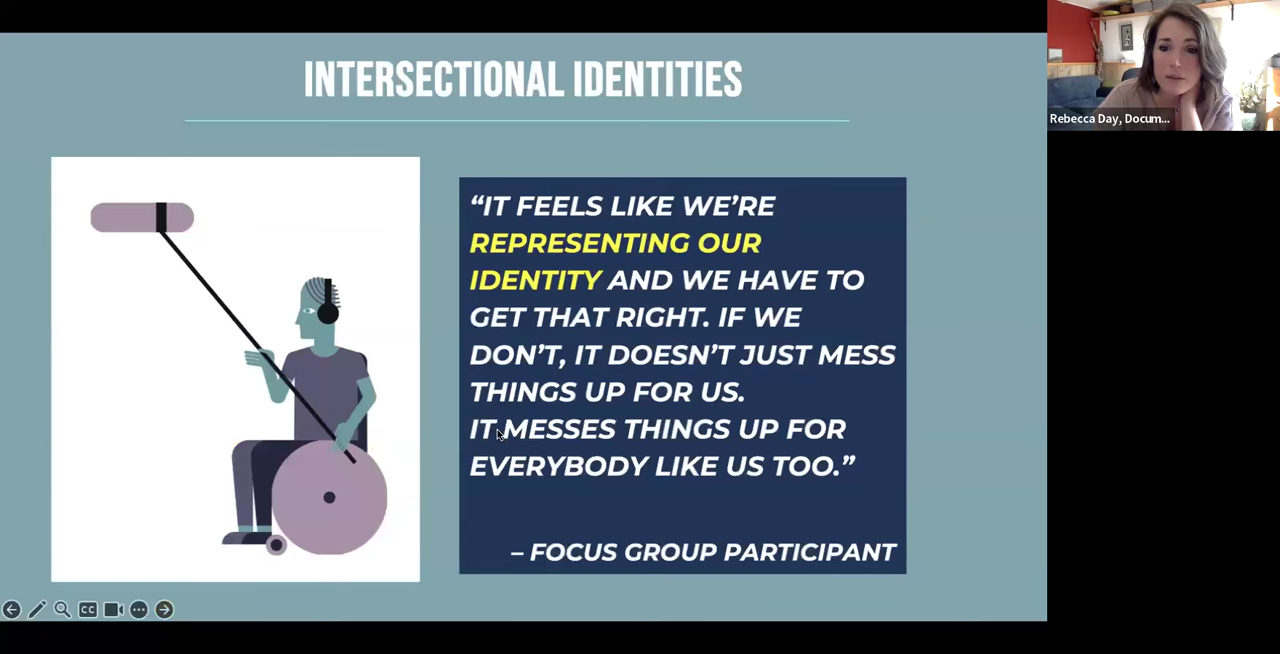 INTERSECTIONAL IDENTITIES
“IT FEELS LIKE WE’RE
REPRESENTING OUR
IDENTITY AND WE HAVE TO
GET THAT RIGHT. IF WE
DON’T, IT DOESN’T JUST MESS
THINGS UP FOR US.
IT MESSES THINGS UP FOR
EVERYBODY LIKE US TOO.”
– FOCUS GROUP PARTICIPANT
Rebecca Day, Docum...
CC